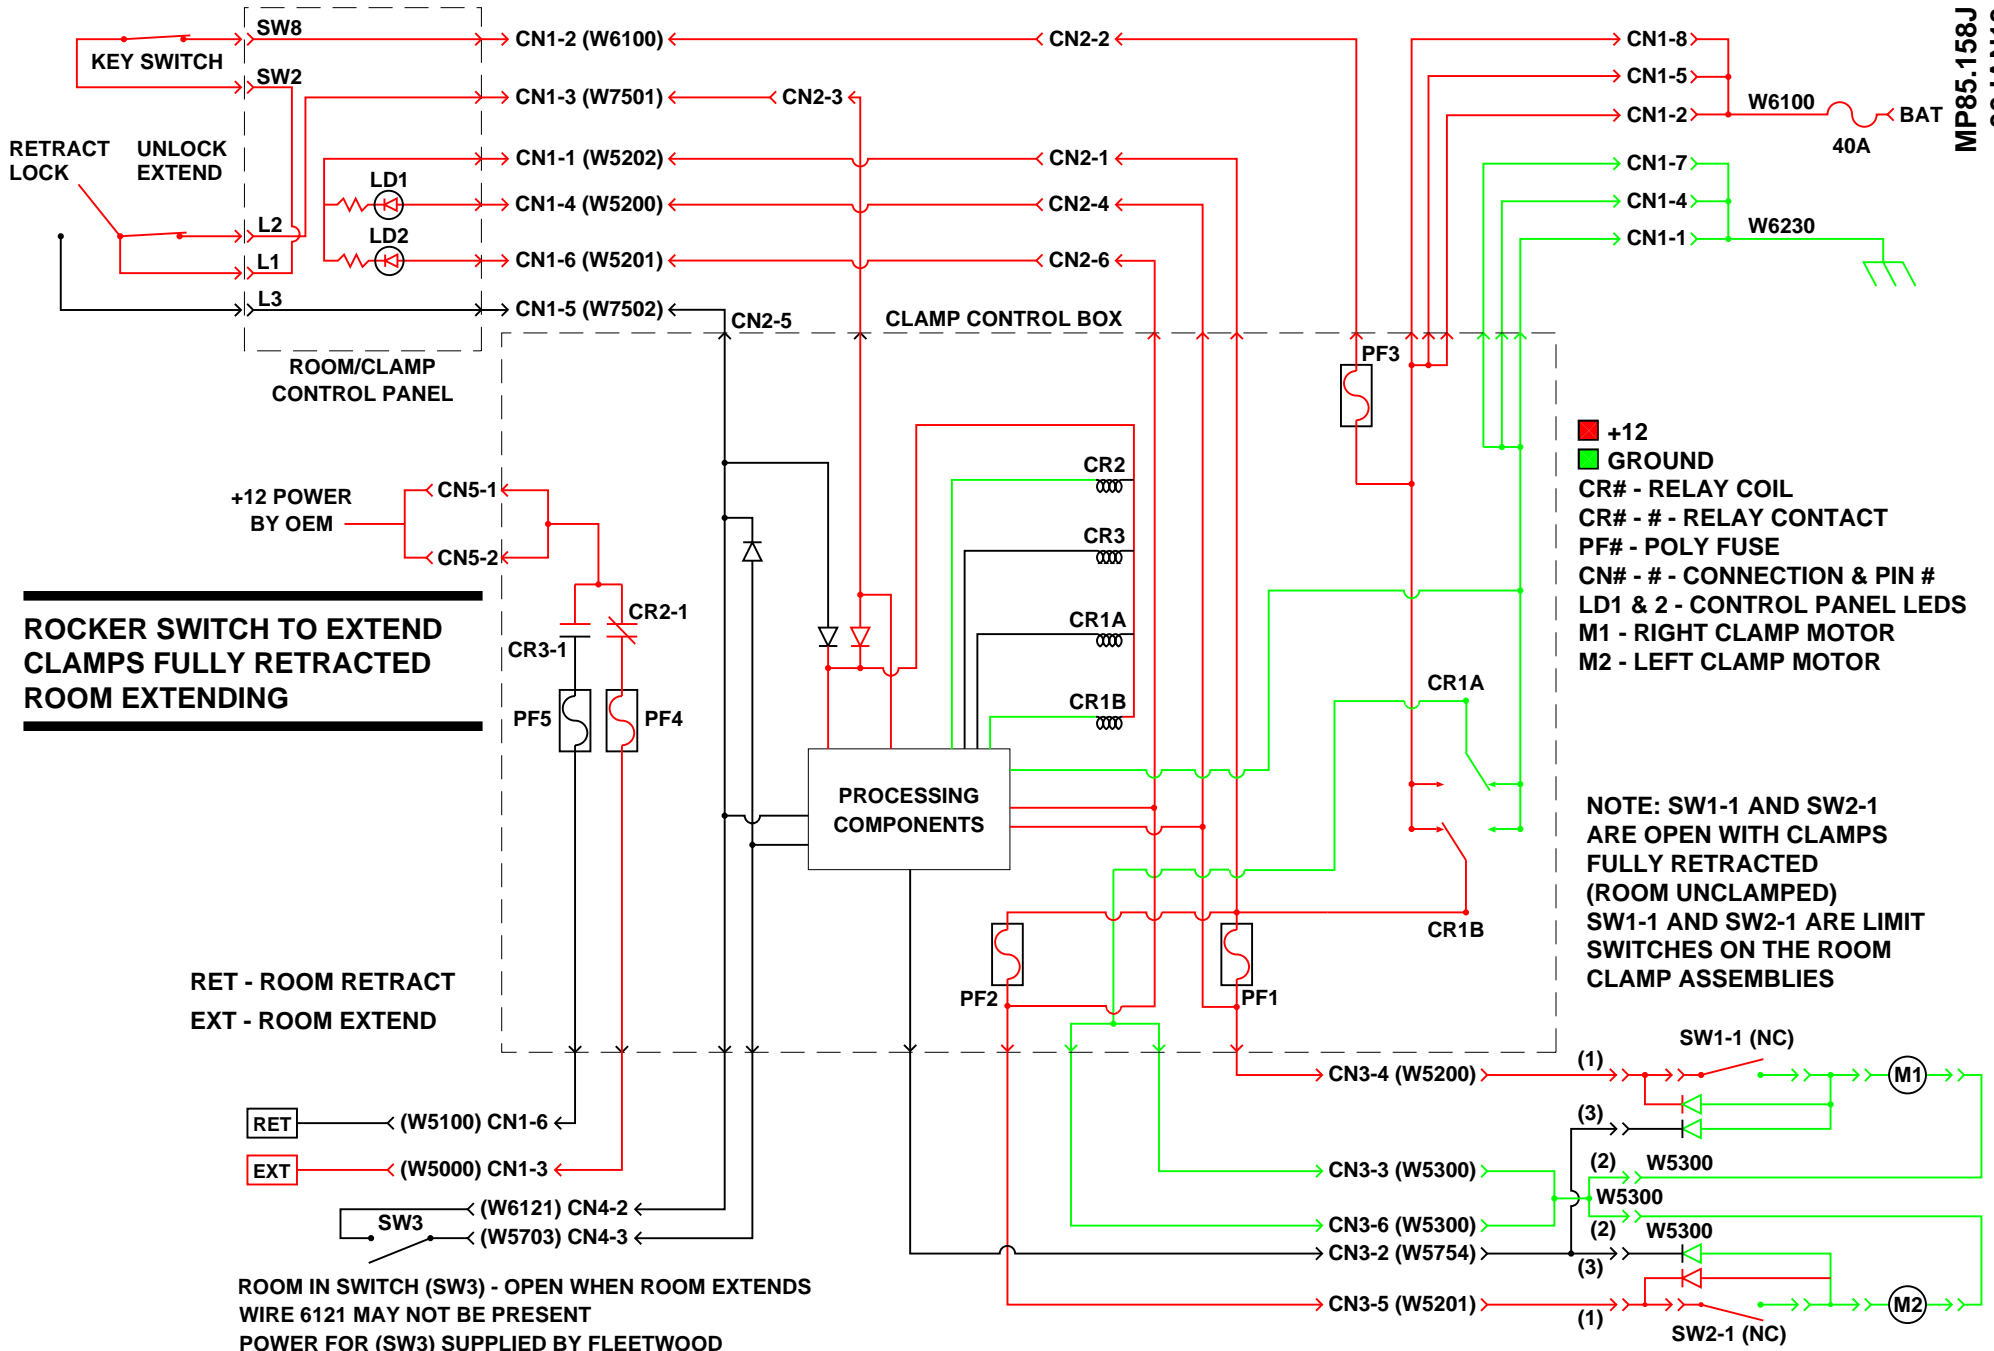 SW8
KEY SWITCH
SW2
RETRACT
LOCK
UNLOCK
EXTEND
LD1
LD2
L2
L1
L3
ROOM/CLAMP
CONTROL PANEL
CN1-2 (W6100)
CN1-3 (W7501)
CN1-1 (W5202)
CN1-4 (W5200)
CN1-6 (W5201)
CN1-5 (W7502)
CN2-2
CN2-3
CN2-1
CN2-4
CN2-6
CN2-5
CLAMP CONTROL BOX
CN1-8
CN1-5
CN1-2
W6100
40A
BAT
CN1-7
CN1-4
CN1-1
W6230
MP85.158J
PF3
+12
GROUND
CR# - RELAY COIL
CR# - # - RELAY CONTACT
PF# - POLY FUSE
CN# - # - CONNECTION & PIN #
LD1 & 2 - CONTROL PANEL LEDS
M1 - RIGHT CLAMP MOTOR
M2 - LEFT CLAMP MOTOR
+12 POWER
BY OEM
CN5-1
CN5-2
ROCKER SWITCH TO EXTEND
CLAMPS FULLY RETRACTED
ROOM EXTENDING
CR3-1
CR2-1
PF5
PF4
CR2
CR3
CR1A
CR1B
PROCESSING
COMPONENTS
CR1A
CR1B
PF2
PF1
NOTE: SW1-1 AND SW2-1
ARE OPEN WITH CLAMPS
FULLY RETRACTED
(ROOM UNCLAMPED)
SW1-1 AND SW2-1 ARE LIMIT
SWITCHES ON THE ROOM
CLAMP ASSEMBLIES
RET - ROOM RETRACT
EXT - ROOM EXTEND
RET
(W5100) CN1-6
EXT
(W5000) CN1-3
(W6121) CN4-2
SW3
(W5703) CN4-3
ROOM IN SWITCH (SW3) - OPEN WHEN ROOM EXTENDS
WIRE 6121 MAY NOT BE PRESENT
POWER FOR (SW3) SUPPLIED BY FLEETWOOD
CN3-4 (W5200)
CN3-3 (W5300)
CN3-6 (W5300)
CN3-2 (W5754)
CN3-5 (W5201)
(1)
SW1-1 (NC)
M1
(3)
(2)
W5300
W5300
(2)
W5300
(3)
(1)
SW2-1 (NC)
M2